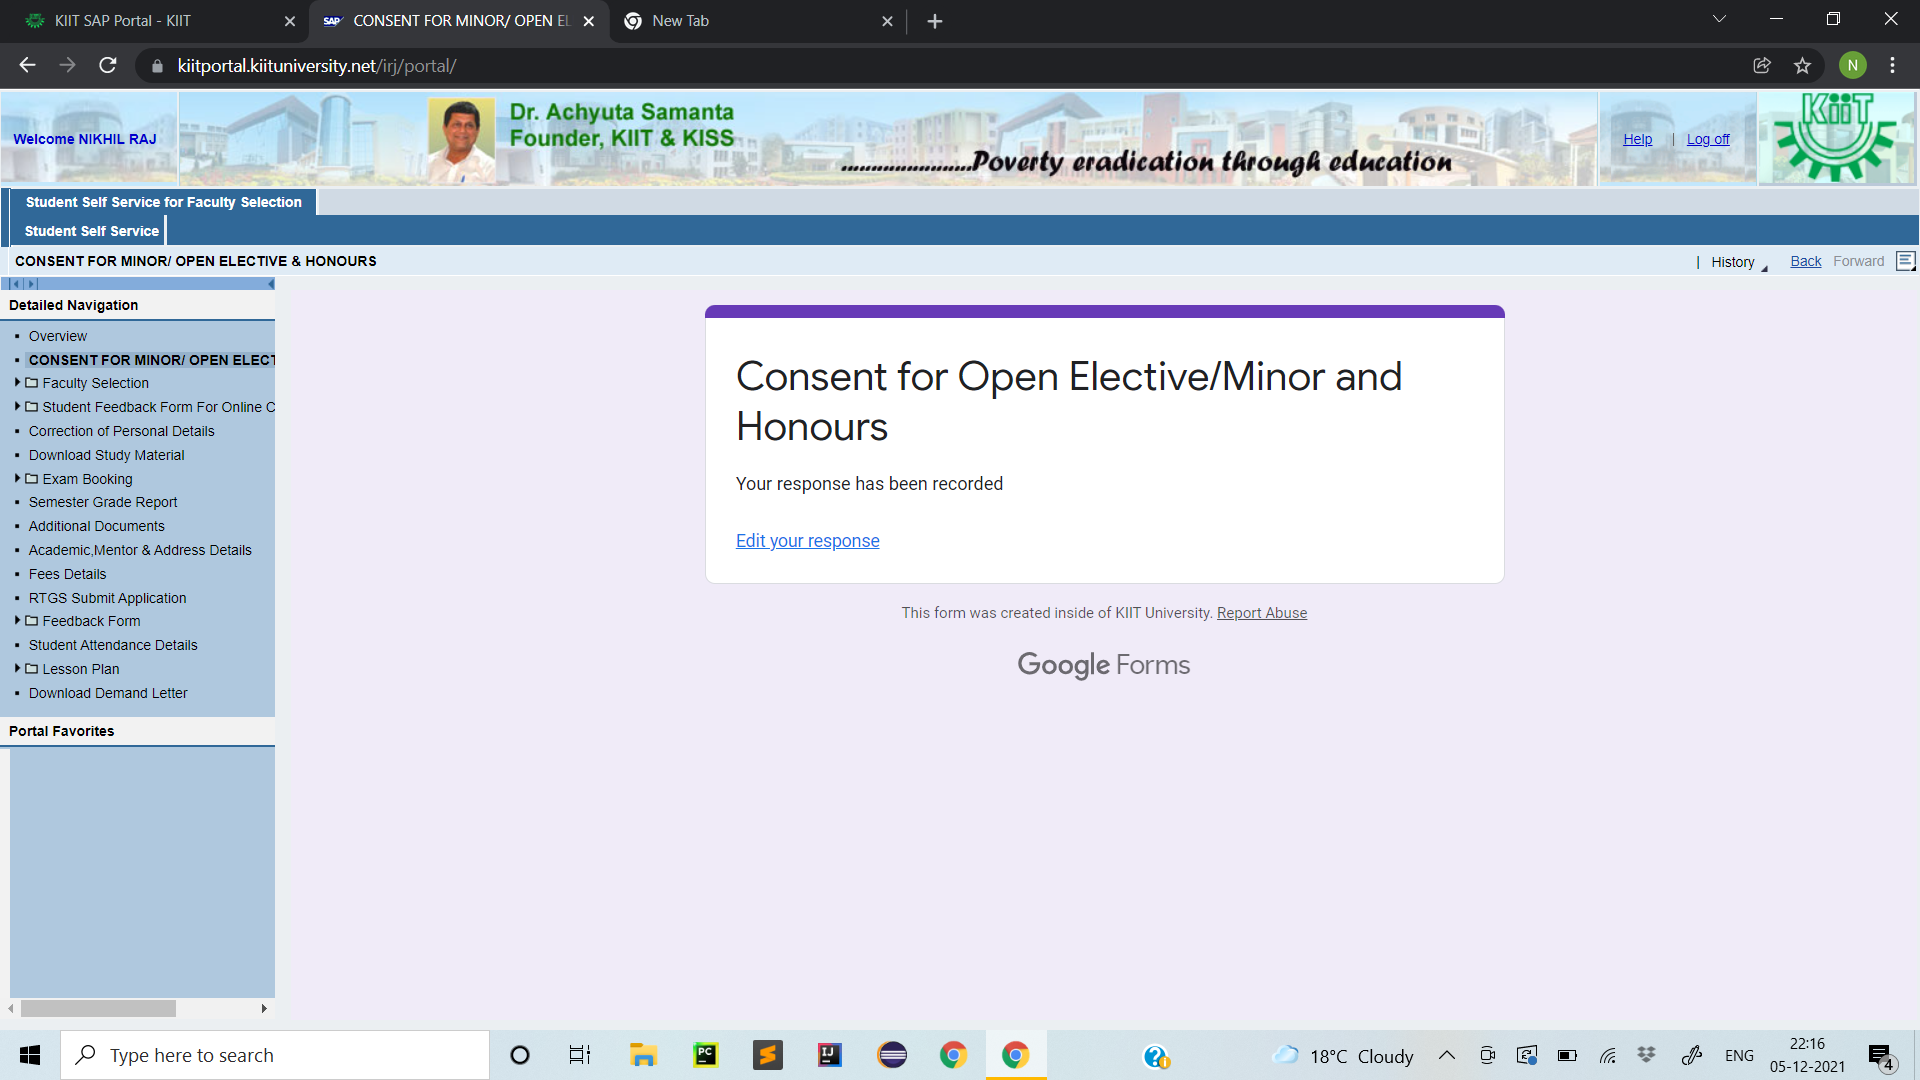 KIIT SAP Portal - KIIT
CONSENT FOR MINOR/ OPEN EL
New Tab
kiitportal.kiituniversity.net/irj/portal/
N
Welcome NIKHIL RAJ
Dr. Achyuta Samanta
Founder, KIIT & KISS
.....................Poverty eradication through education
Help | Log off
KiiT
Student Self Service for Faculty Selection
Student Self Service
CONSENT FOR MINOR/ OPEN ELECTIVE & HONOURS
| History Back Forward
Detailed Navigation
Overview
CONSENT FOR MINOR/ OPEN ELECT
Faculty Selection
Student Feedback Form For Online C
Correction of Personal Details
Download Study Material
Exam Booking
Semester Grade Report
Additional Documents
Academic,Mentor & Address Details
Fees Details
RTGS Submit Application
Feedback Form
Student Attendance Details
Lesson Plan
Download Demand Letter
Portal Favorites
Consent for Open Elective/Minor and
Honours
Your response has been recorded
Edit your response
This form was created inside of KIIT University. Report Abuse
Google Forms
Type here to search
PC
IJ
18°C Cloudy
ENG
22:16
05-12-2021
4